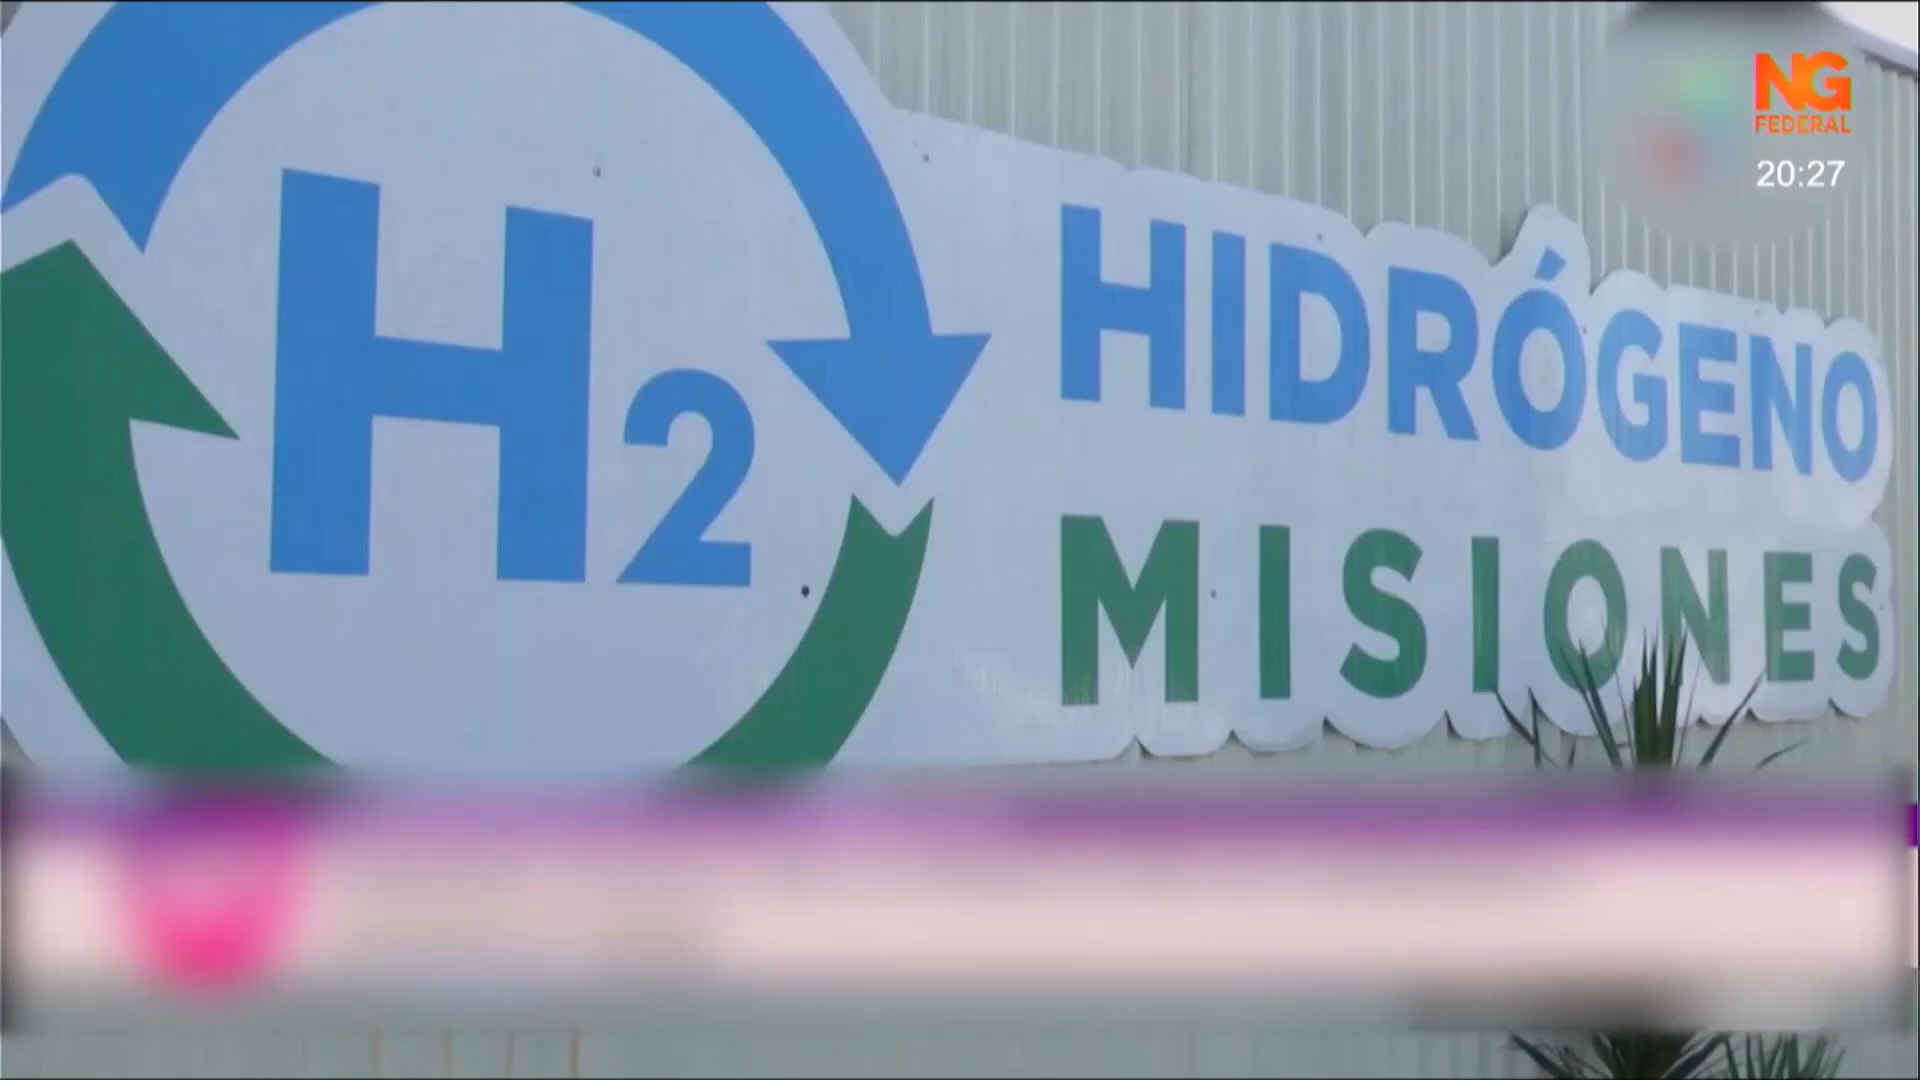 NG
FEDERAL
20:27
H2
HIDRÓGENO
MISIONES